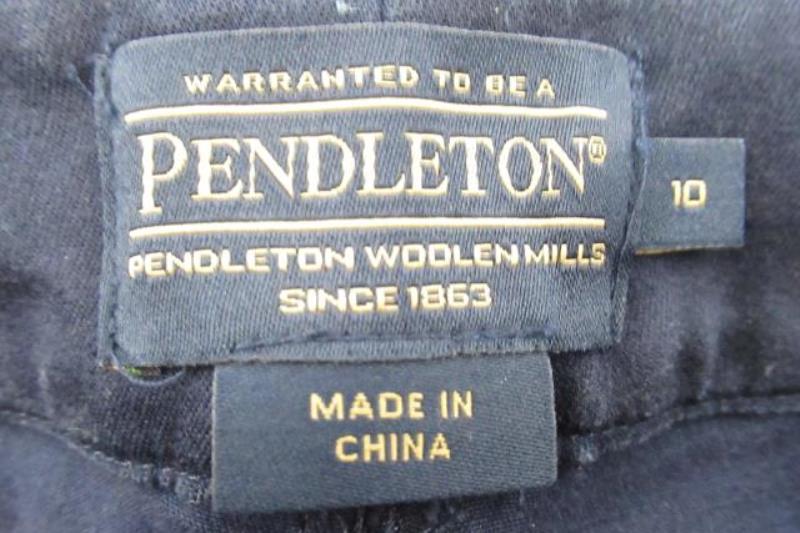 WARRANTED TO BE A
PENDLETON®
PENDLETON WOOLEN MILLS
SINCE 1863
10
MADE IN
CHINA